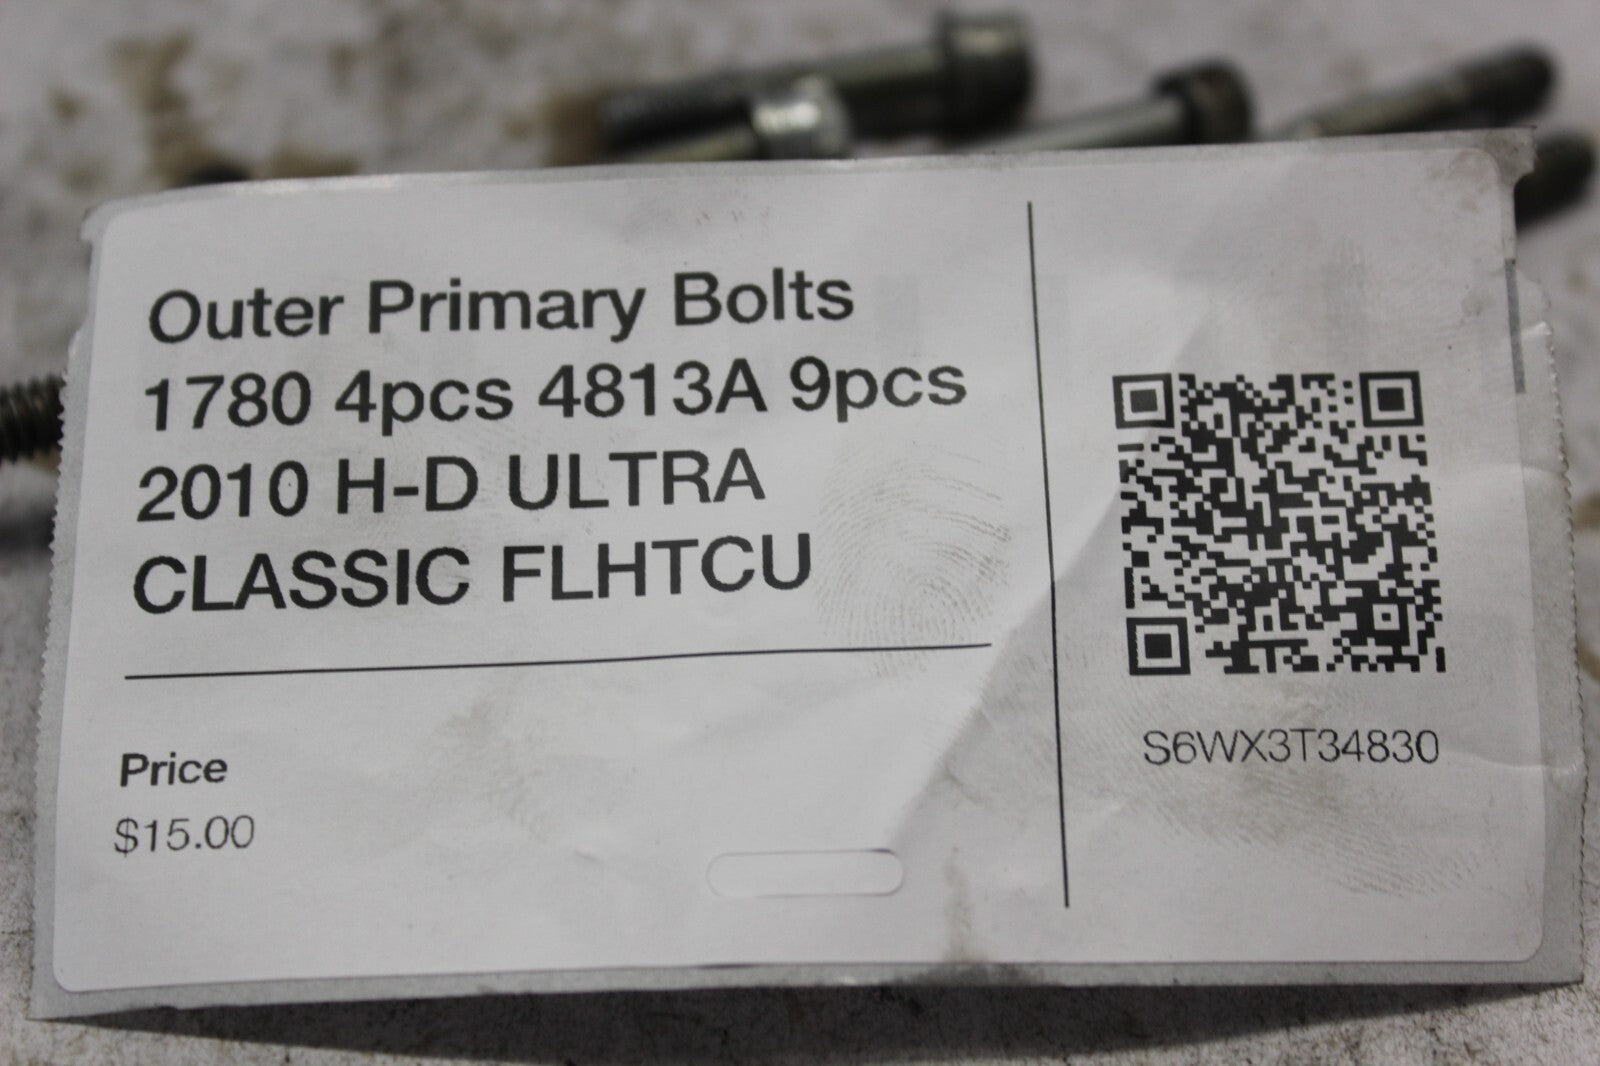 Outer Primary Bolts
1780 4pcs 4813A 9pcs
2010 H-D ULTRA
CLASSIC FLHTCU
Price
$15.00
S6WX3T34830